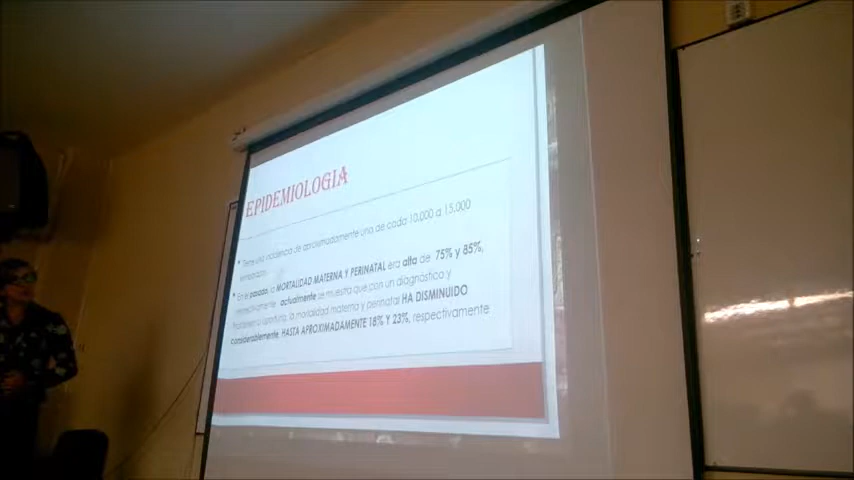 EPIDEMIOLOGIA
• Tiene una incidencia de aproximadamente uno de cada 10,000 a 15,000
embarazos.
• En el pasado, la MORTALIDAD MATERNA Y PERINATAL era alta de 75% y 85%,
respectivamente, actualmente se muestra que con un diagnóstico y
tratamiento oportuno, la mortalidad materna y perinatal HA DISMINUIDO
considerablemente, HASTA APROXIMADAMENTE 18% Y 23%, respectivamente